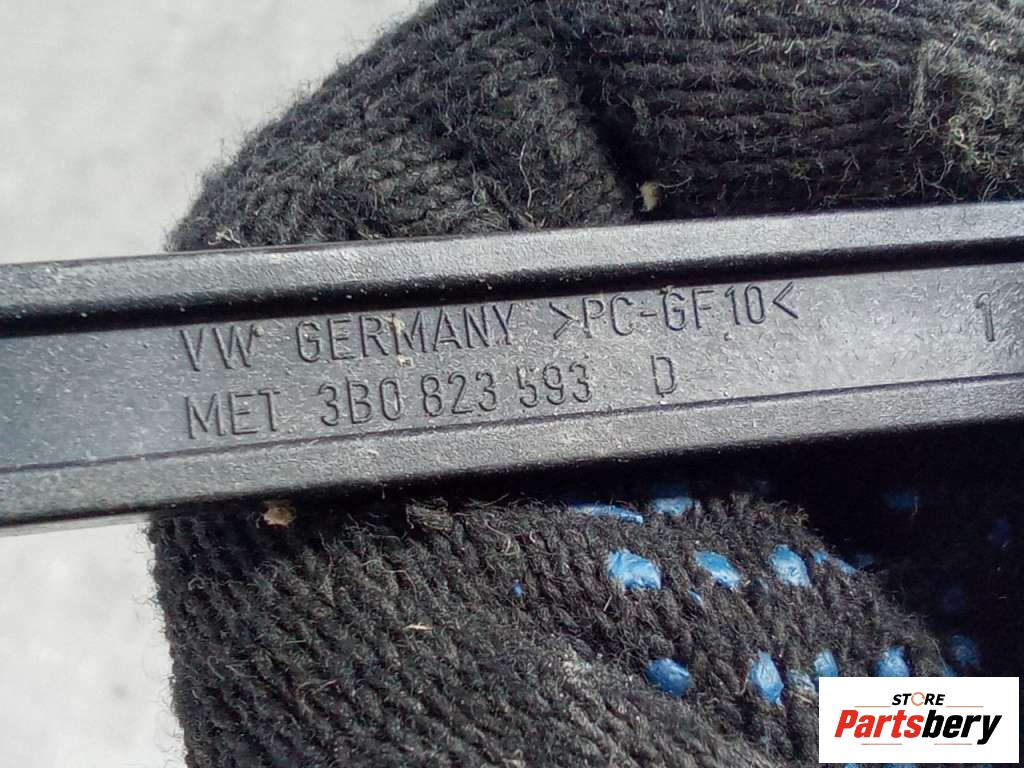 VW GERMANY >PC-GF10<
MET 3B0 823 593 D
1
STORE
Partsbery